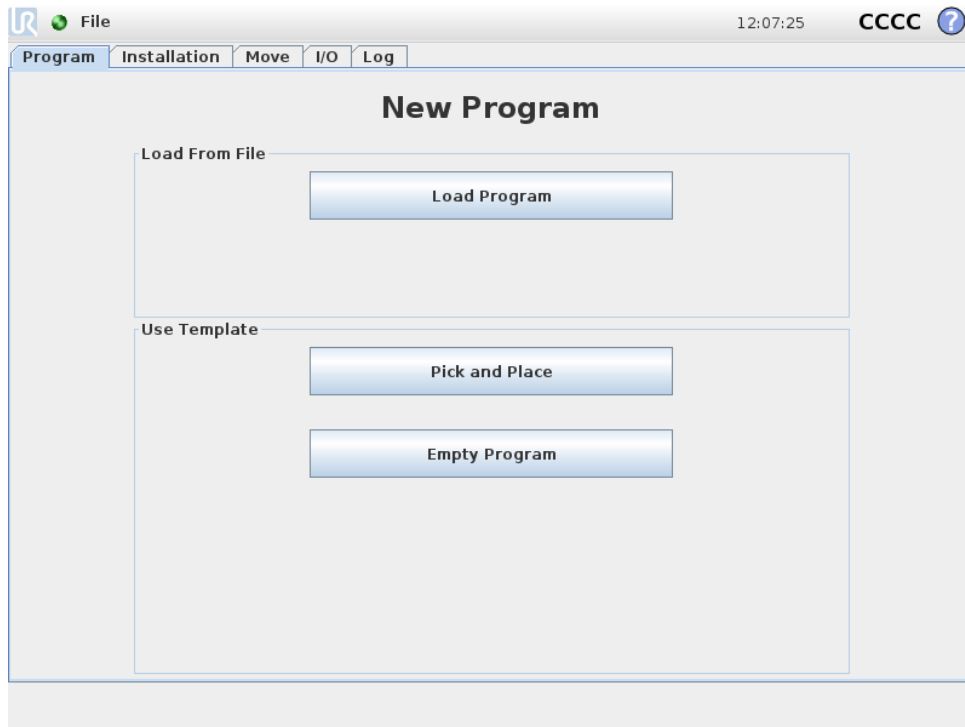 UR File 12:07:25 CCCC ?
Program Installation Move I/O Log
New Program
Load From File
Load Program
Use Template
Pick and Place
Empty Program